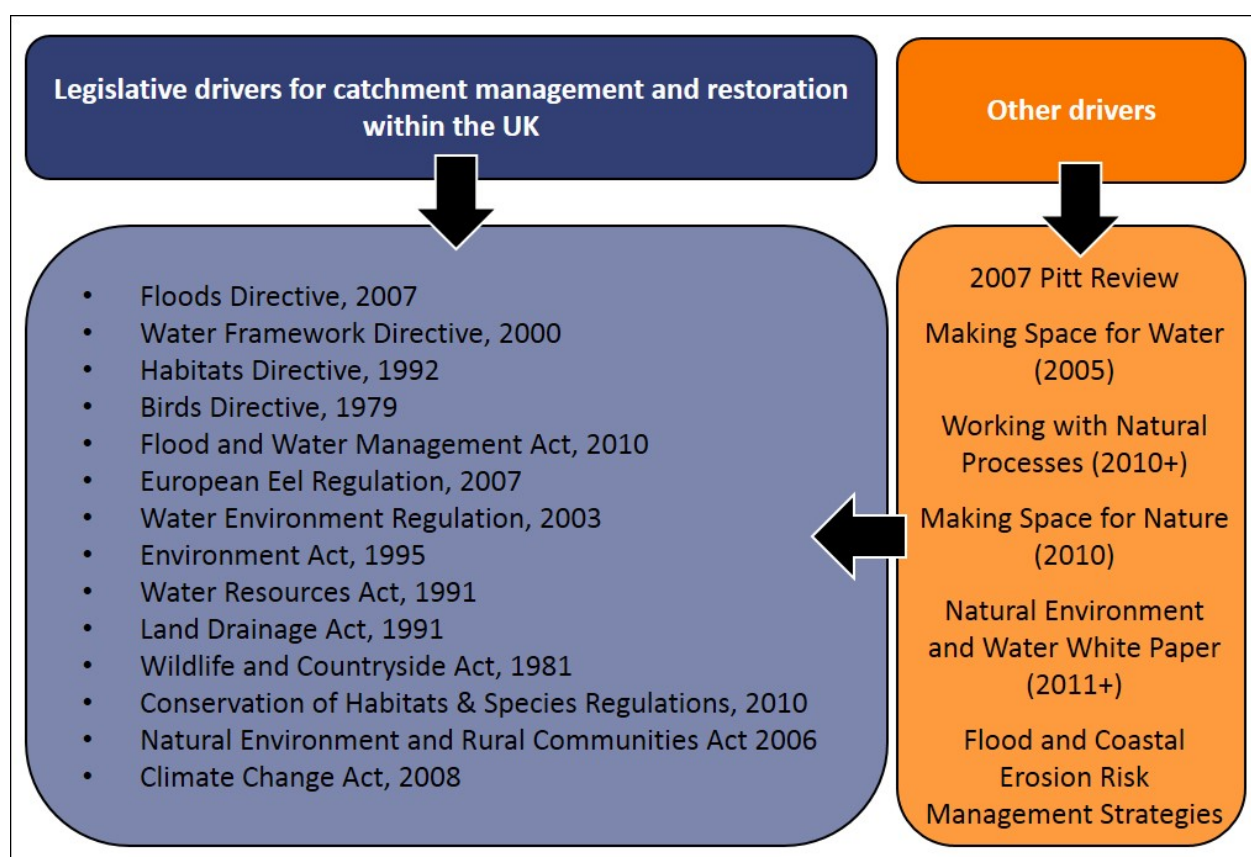 Legislative drivers for catchment management and restoration
within the UK
Other drivers
• Floods Directive, 2007
• Water Framework Directive, 2000
• Habitats Directive, 1992
• Birds Directive, 1979
• Flood and Water Management Act, 2010
• European Eel Regulation, 2007
• Water Environment Regulation, 2003
• Environment Act, 1995
• Water Resources Act, 1991
• Land Drainage Act, 1991
• Wildlife and Countryside Act, 1981
• Conservation of Habitats & Species Regulations, 2010
• Natural Environment and Rural Communities Act 2006
• Climate Change Act, 2008
2007 Pitt Review
Making Space for Water
(2005)
Working with Natural
Processes (2010+)
Making Space for Nature
(2010)
Natural Environment
and Water White Paper
(2011+)
Flood and Coastal
Erosion Risk
Management Strategies